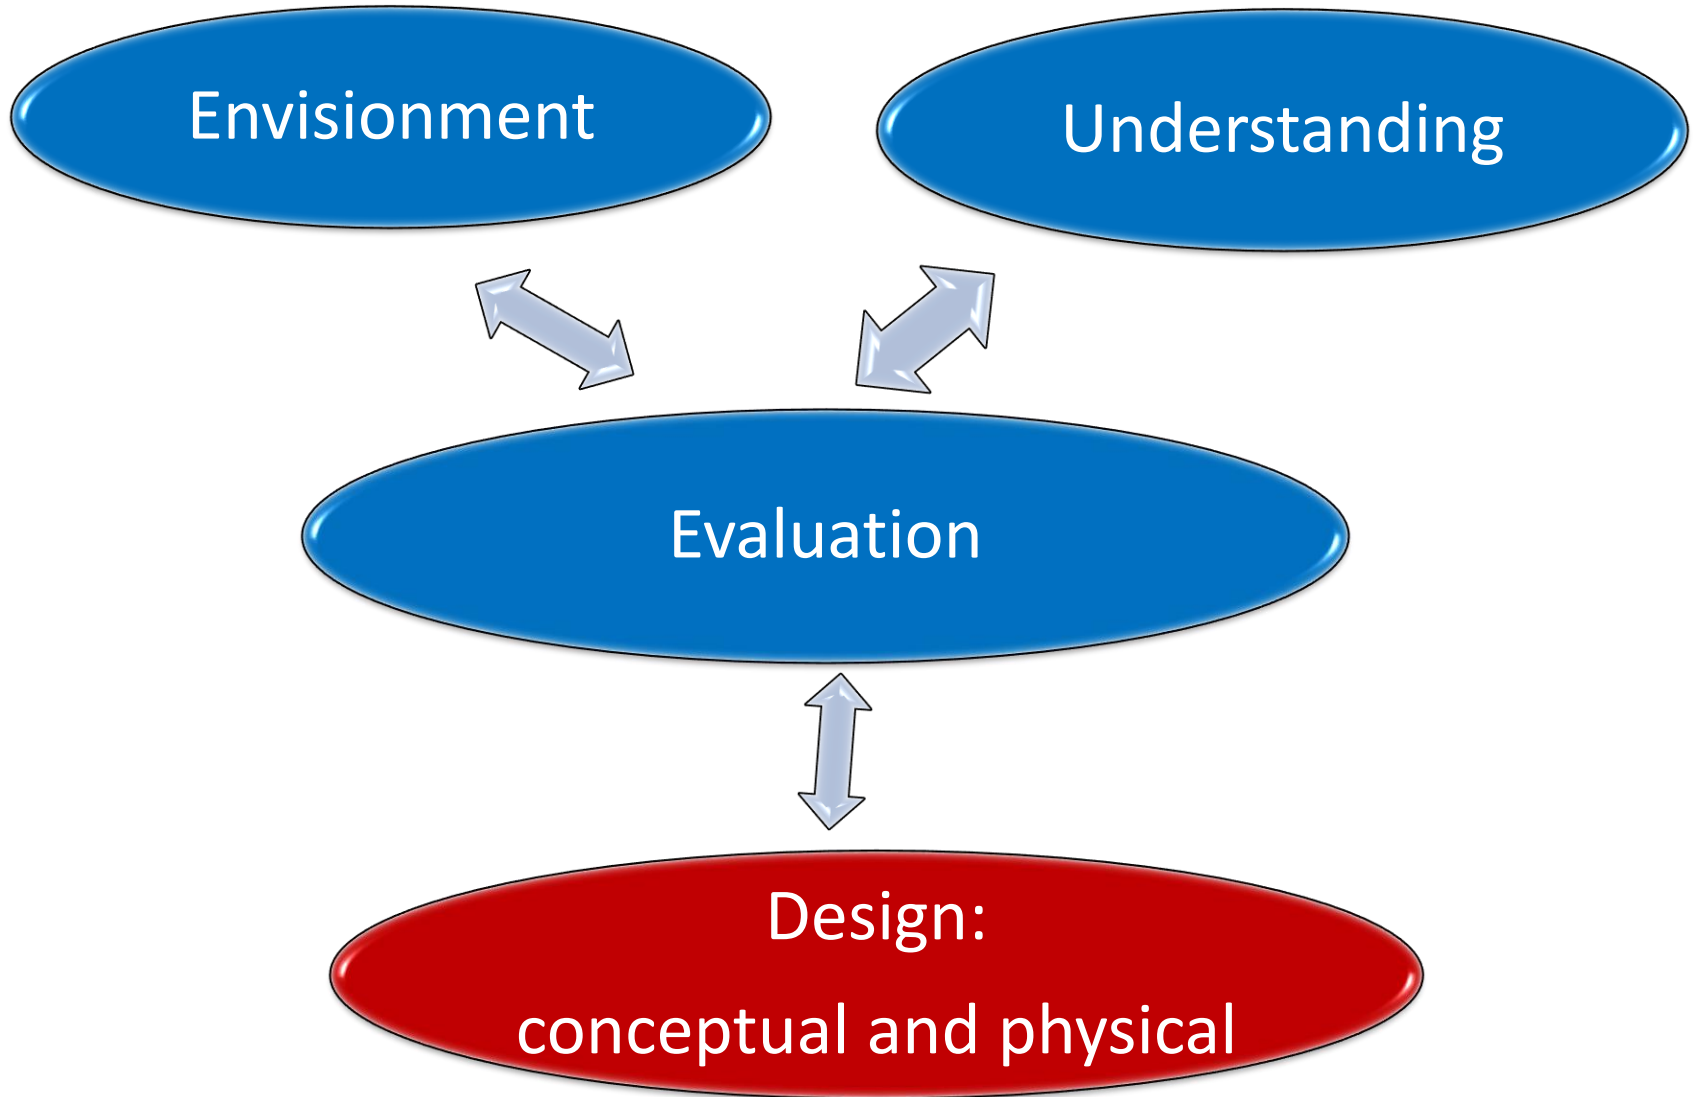 Envisionment
Understanding
Evaluation
Design:
conceptual and physical